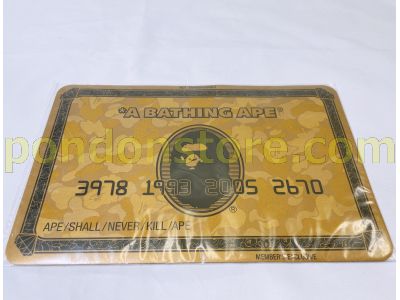 "A BATHING APE"
pondonstore.com
3978 1993 2005 2670
®
APE/SHALL/NEVER/KILL/APE
MEMBER'S EXCLUSIVE